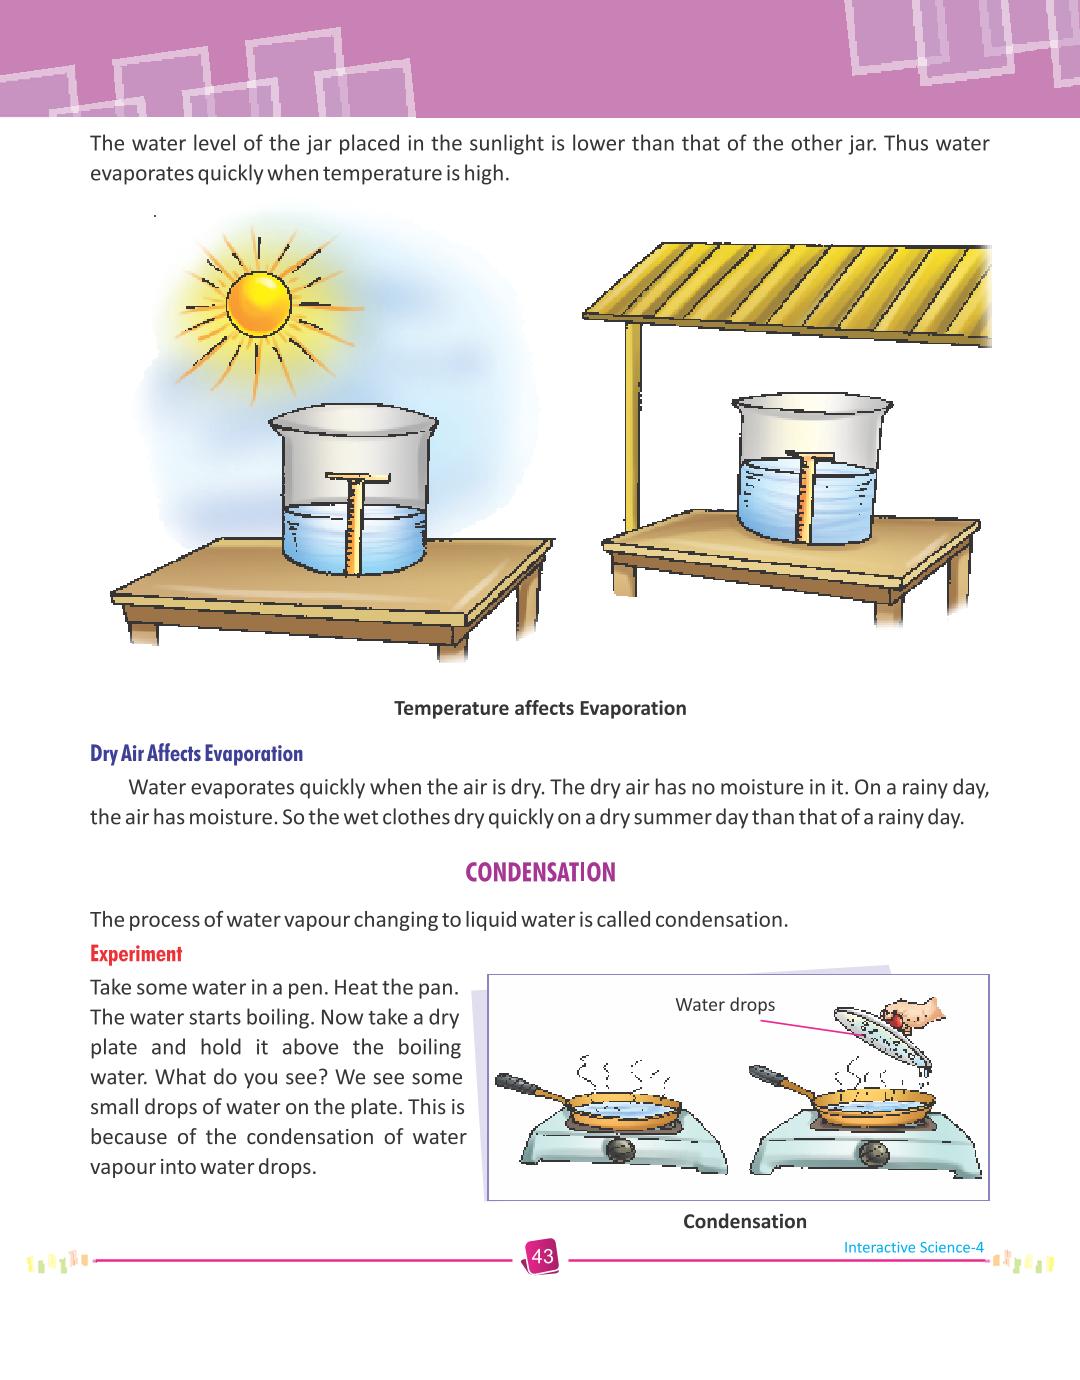 The water level of the jar placed in the sunlight is lower than that of the other jar. Thus water
evaporates quickly when temperature is high.
Temperature affects Evaporation
Dry Air Affects Evaporation
Water evaporates quickly when the air is dry. The dry air has no moisture in it. On a rainy day,
the air has moisture. So the wet clothes dry quickly on a dry summer day than that of a rainy day.
CONDENSATION
The process of water vapour changing to liquid water is called condensation.
Experiment
Take some water in a pen. Heat the pan.
The water starts boiling. Now take a dry
plate and hold it above the boiling
water. What do you see? We see some
small drops of water on the plate. This is
because of the condensation of water
vapour into water drops.
Water drops
Condensation
Interactive Science-4
43